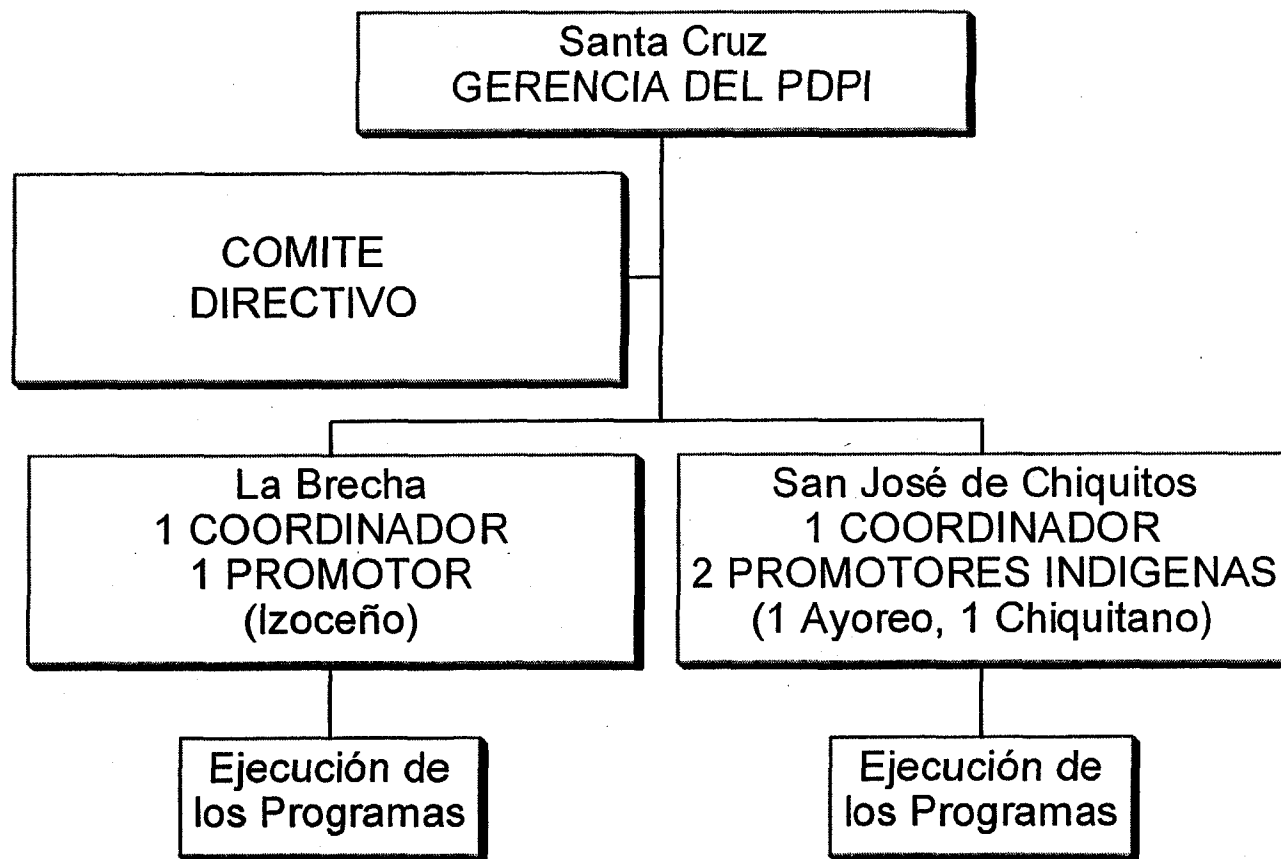 Santa Cruz
GERENCIA DEL PDPI
COMITE
DIRECTIVO
La Brecha
1 COORDINADOR
1 PROMOTOR
(Izoceño)
San José de Chiquitos
1 COORDINADOR
2 PROMOTORES INDIGENAS
(1 Ayoreo, 1 Chiquitano)
Ejecución de
los Programas
Ejecución de
los Programas